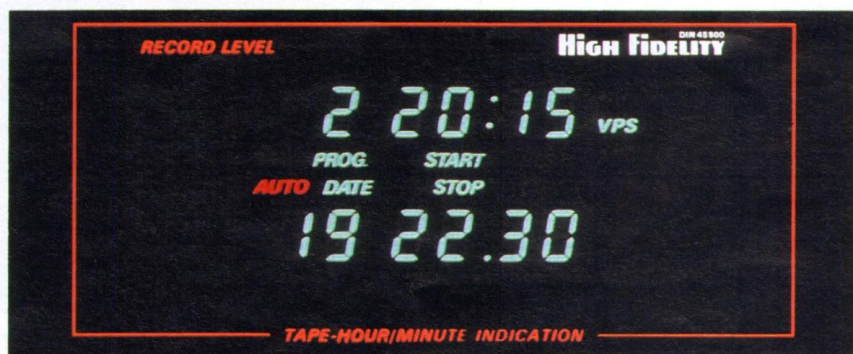 RECORD LEVEL HIGH FIDELITY DIN 45500
2 20:15 VPS
PROG. START
AUTO DATE STOP
19 22.30
TAPE-HOUR/MINUTE INDICATION